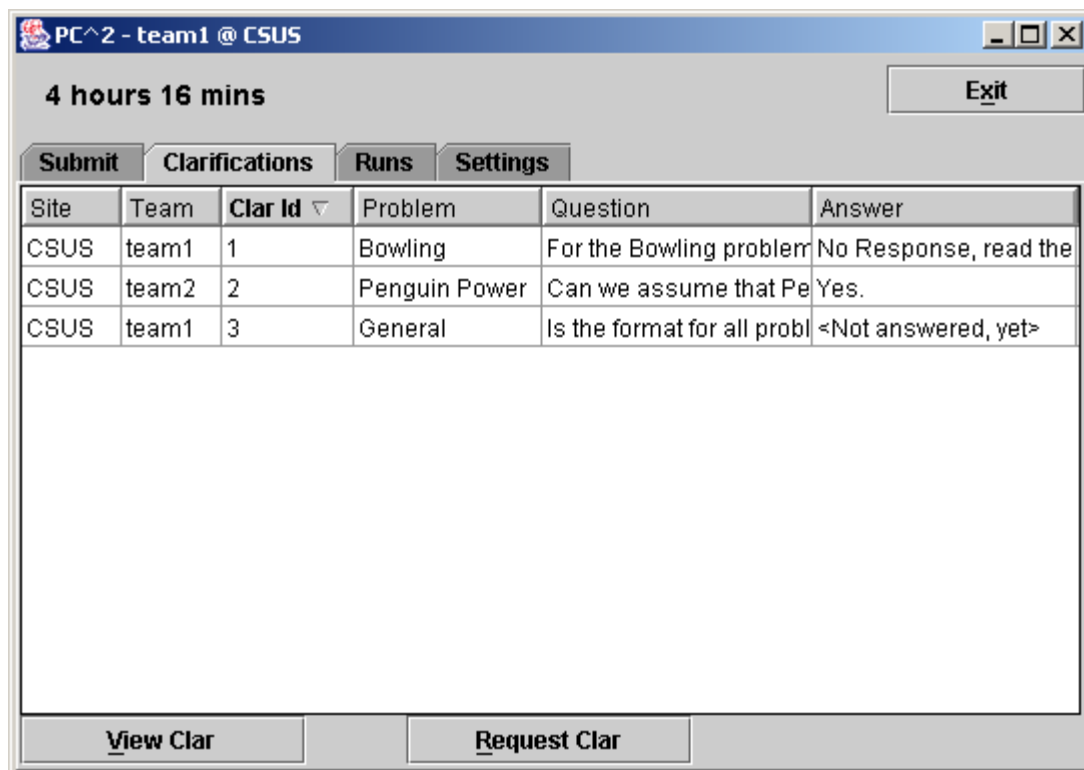 PC^2 - team1 @ CSUS
4 hours 16 mins
Exit
Submit Clarifications Runs Settings
Site Team Clar Id Problem Question Answer
CSUS team1 1 Bowling For the Bowling problem No Response, read the
CSUS team2 2 Penguin Power Can we assume that Pe Yes.
CSUS team1 3 General Is the format for all probl <Not answered, yet>
View Clar Request Clar